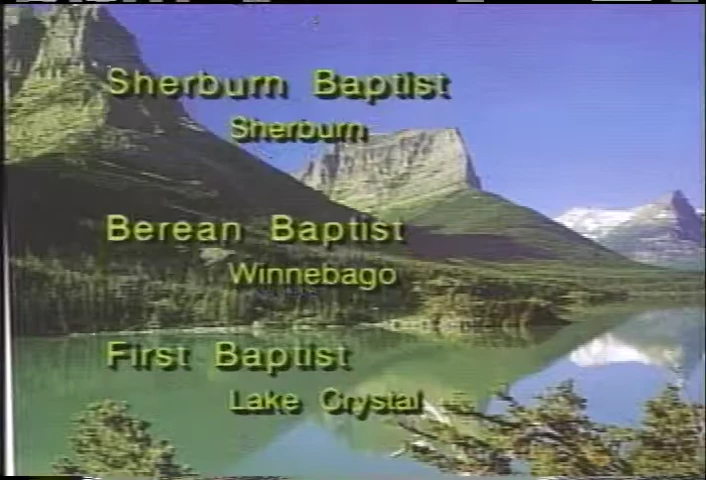 Sherburn Baptist
Sherburn
Berean Baptist
Winnebago
First Baptist
Lake Crystal